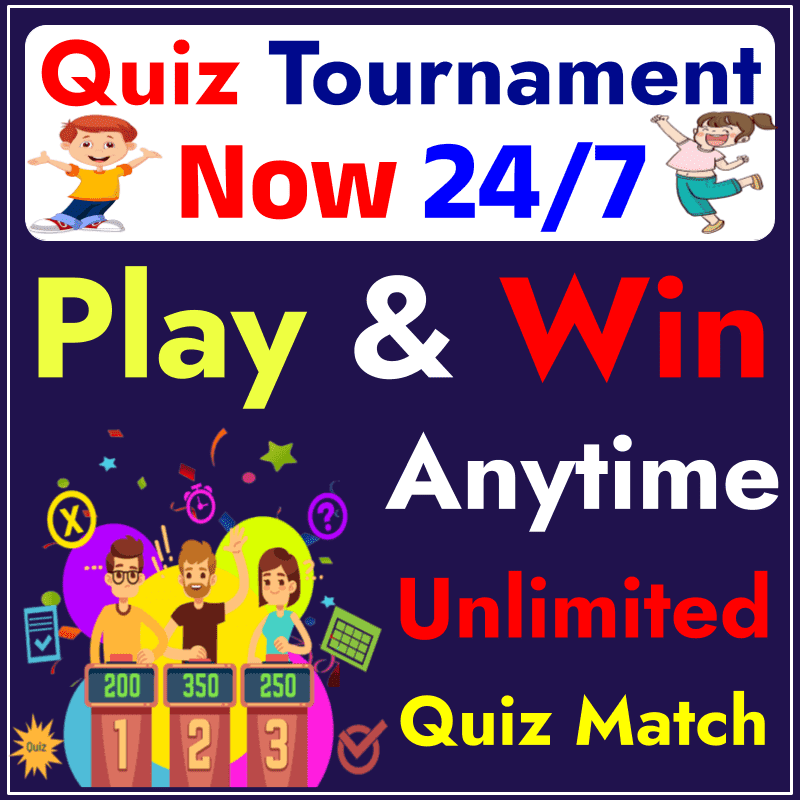 Quiz Tournament
Now 24/7
Play & Win
Anytime
Unlimited
Quiz Match
X
?
200 350 250
1 2 3
Quiz